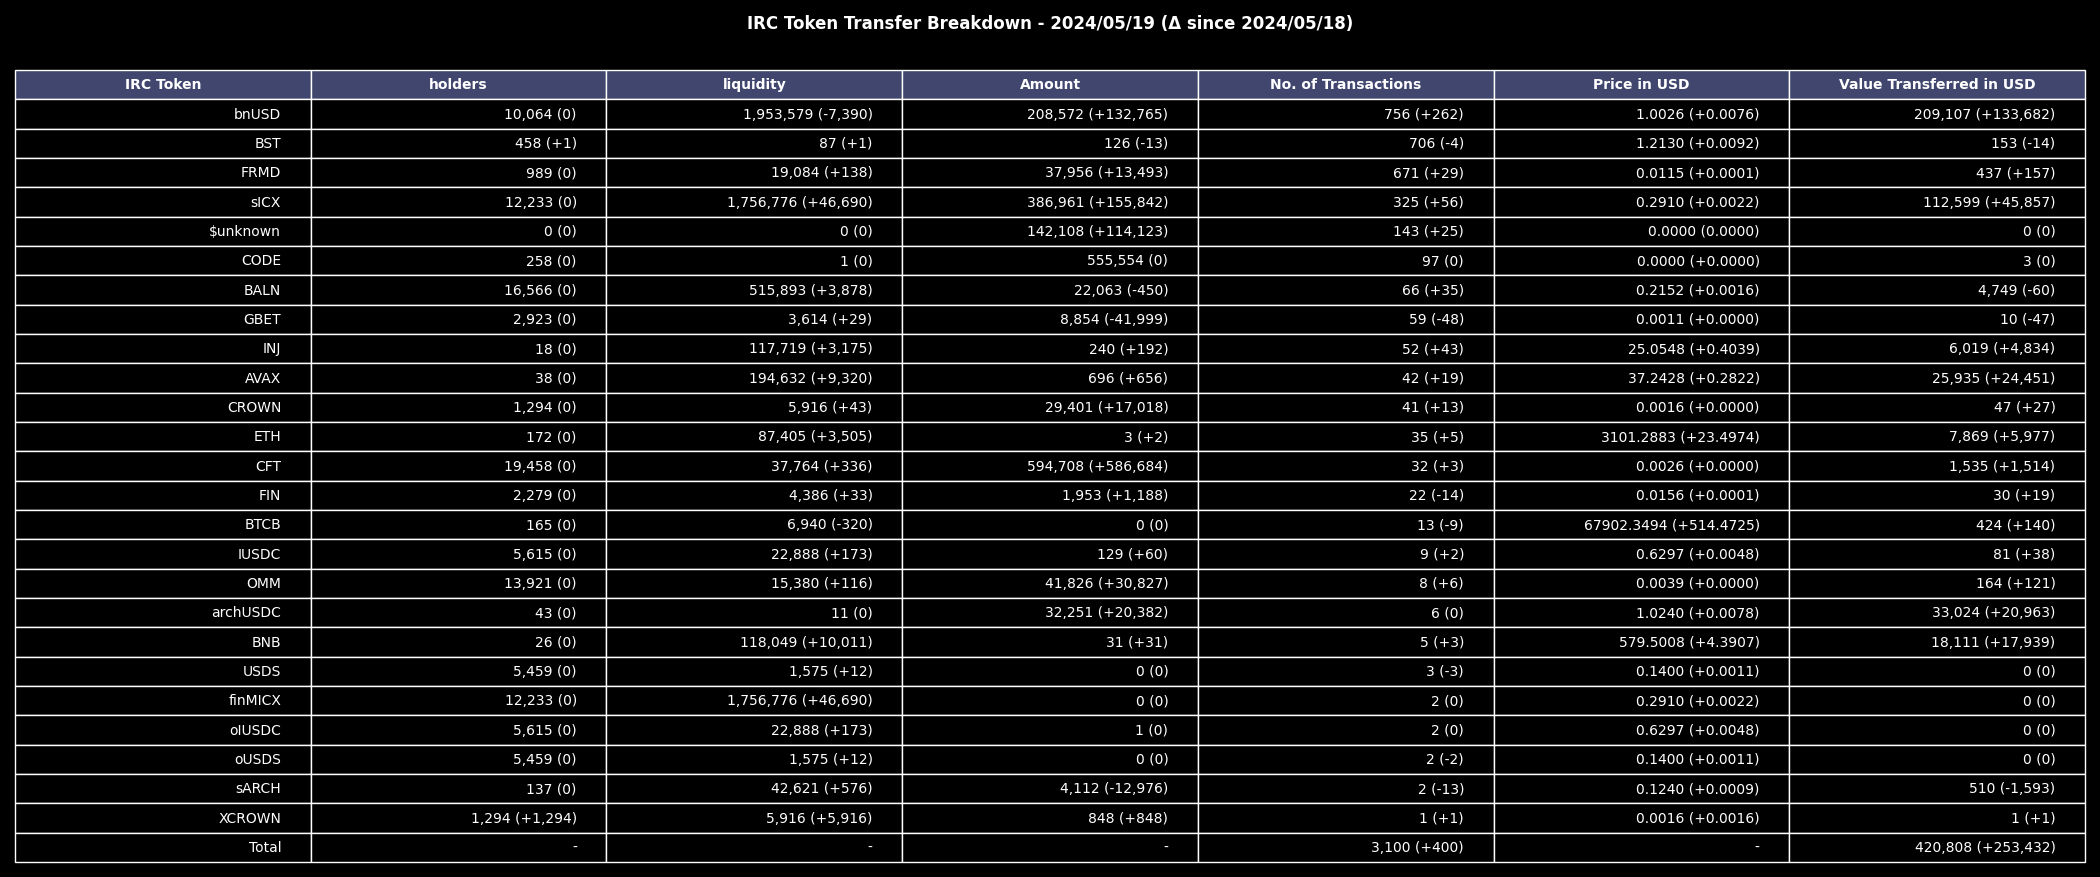 IRC Token Transfer Breakdown - 2024/05/19 (Δ since 2024/05/18)
IRC Token holders liquidity Amount No. of Transactions Price in USD Value Transferred in USD
bnUSD 10,064 (0) 1,953,579 (-7,390) 208,572 (+132,765) 756 (+262) 1.0026 (+0.0076) 209,107 (+133,682)
BST 458 (+1) 87 (+1) 126 (-13) 706 (-4) 1.2130 (+0.0092) 153 (-14)
FRMD 989 (0) 19,084 (+138) 37,956 (+13,493) 671 (+29) 0.0115 (+0.0001) 437 (+157)
sICX 12,233 (0) 1,756,776 (+46,690) 386,961 (+155,842) 325 (+56) 0.2910 (+0.0022) 112,599 (+45,857)
$unknown 0 (0) 0 (0) 142,108 (+114,123) 143 (+25) 0.0000 (0.0000) 0 (0)
CODE 258 (0) 1 (0) 555,554 (0) 97 (0) 0.0000 (+0.0000) 3 (0)
BALN 16,566 (0) 515,893 (+3,878) 22,063 (-450) 66 (+35) 0.2152 (+0.0016) 4,749 (-60)
GBET 2,923 (0) 3,614 (+29) 8,854 (-41,999) 59 (-48) 0.0011 (+0.0000) 10 (-47)
INJ 18 (0) 117,719 (+3,175) 240 (+192) 52 (+43) 25.0548 (+0.4039) 6,019 (+4,834)
AVAX 38 (0) 194,632 (+9,320) 696 (+656) 42 (+19) 37.2428 (+0.2822) 25,935 (+24,451)
CROWN 1,294 (0) 5,916 (+43) 29,401 (+17,018) 41 (+13) 0.0016 (+0.0000) 47 (+27)
ETH 172 (0) 87,405 (+3,505) 3 (+2) 35 (+5) 3101.2883 (+23.4974) 7,869 (+5,977)
CFT 19,458 (0) 37,764 (+336) 594,708 (+586,684) 32 (+3) 0.0026 (+0.0000) 1,535 (+1,514)
FIN 2,279 (0) 4,386 (+33) 1,953 (+1,188) 22 (-14) 0.0156 (+0.0001) 30 (+19)
BTCB 165 (0) 6,940 (-320) 0 (0) 13 (-9) 67902.3494 (+514.4725) 424 (+140)
IUSDC 5,615 (0) 22,888 (+173) 129 (+60) 9 (+2) 0.6297 (+0.0048) 81 (+38)
OMM 13,921 (0) 15,380 (+116) 41,826 (+30,827) 8 (+6) 0.0039 (+0.0000) 164 (+121)
archUSDC 43 (0) 11 (0) 32,251 (+20,382) 6 (0) 1.0240 (+0.0078) 33,024 (+20,963)
BNB 26 (0) 118,049 (+10,011) 31 (+31) 5 (+3) 579.5008 (+4.3907) 18,111 (+17,939)
USDS 5,459 (0) 1,575 (+12) 0 (0) 3 (-3) 0.1400 (+0.0011) 0 (0)
finMICX 12,233 (0) 1,756,776 (+46,690) 0 (0) 2 (0) 0.2910 (+0.0022) 0 (0)
oIUSDC 5,615 (0) 22,888 (+173) 1 (0) 2 (0) 0.6297 (+0.0048) 0 (0)
oUSDS 5,459 (0) 1,575 (+12) 0 (0) 2 (-2) 0.1400 (+0.0011) 0 (0)
sARCH 137 (0) 42,621 (+576) 4,112 (-12,976) 2 (-13) 0.1240 (+0.0009) 510 (-1,593)
XCROWN 1,294 (+1,294) 5,916 (+5,916) 848 (+848) 1 (+1) 0.0016 (+0.0016) 1 (+1)
Total - - - 3,100 (+400) - 420,808 (+253,432)